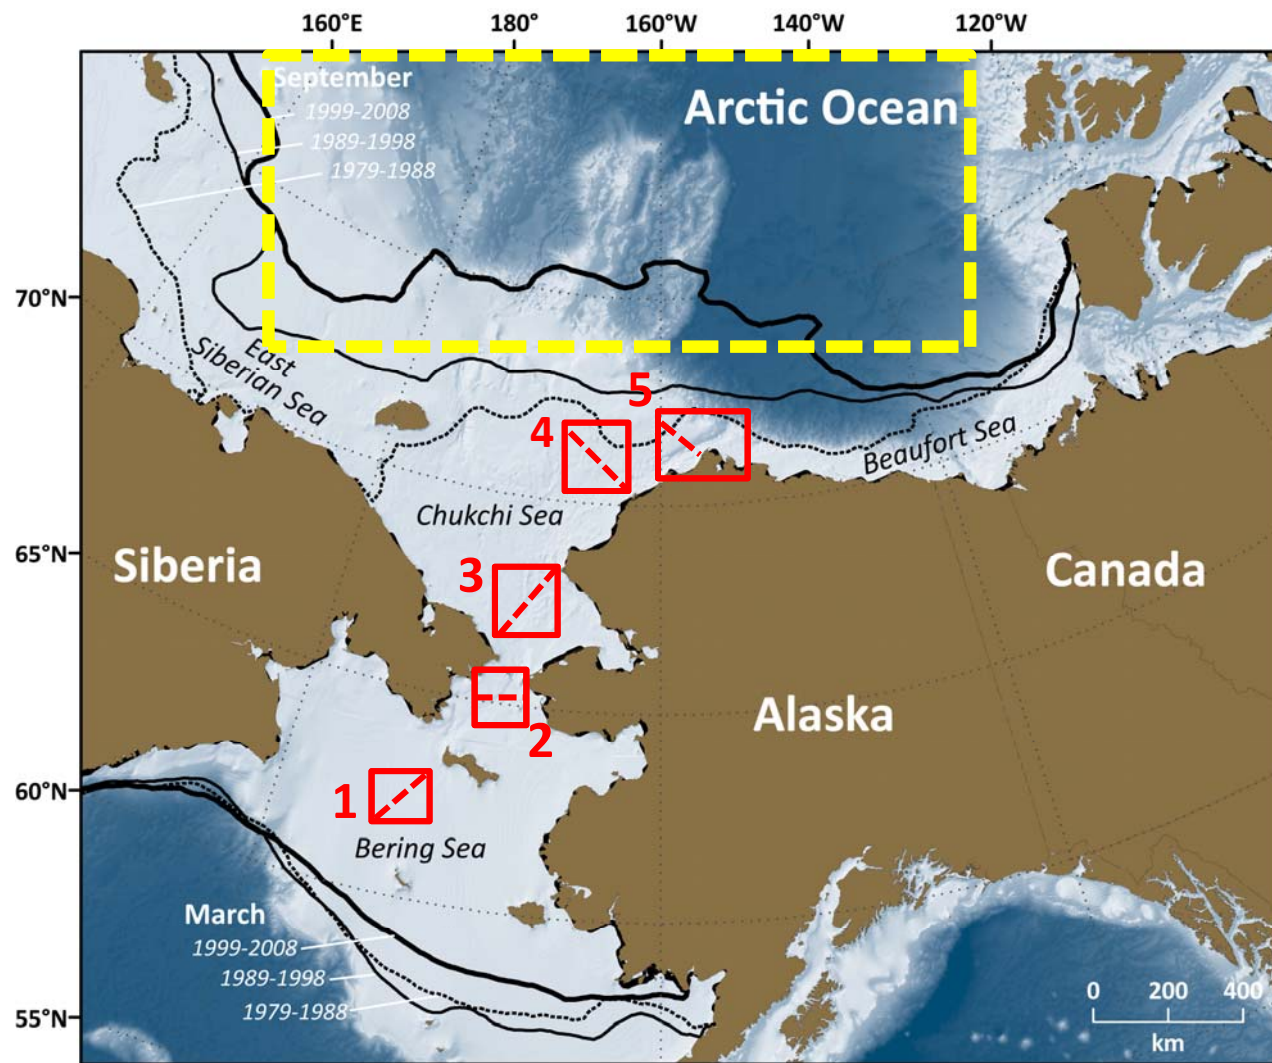 160°E 180° 160°W 140°W 120°W
September
1999-2008
1989-1998
1979-1988
Arctic Ocean
70°N
East
Siberian Sea
5
4
Beaufort Sea
Chukchi Sea
65°N
Siberia
3
Canada
Alaska
2
60°N
1
Bering Sea
March
1999-2008
1989-1998
1979-1988
55°N
0 200 400
km